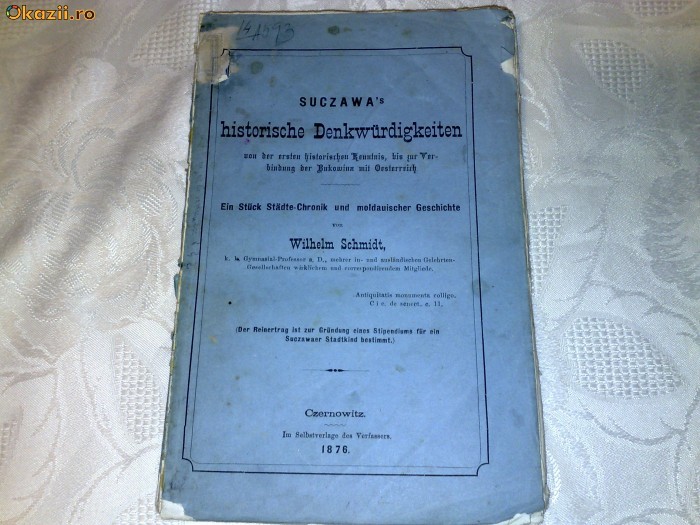 Okazii.ro
SUCZAWA's
historische Denkwürdigkeiten
von der ersten historischen Kenntnis, bis zur Ver-
bindung der Bukowina mit Oesterreich
Ein Stück Städte-Chronik und moldauischer Geschichte
von
Wilhelm Schmidt,
k. k. Gymnasial-Professor a. D., mehrer in- und ausländischen Gelehrten-
Gesellschaften wirklichem und correspondirendem Mitgliede.
Antiquitatis monumenta colligo.
Cic. de senect. c. 11.
(Der Reinertrag ist zur Gründung eines Stipendiums für ein
Suczawaer Stadtkind bestimmt.)
Czernowitz.
Im Selbstverlage des Verfassers.
1876.